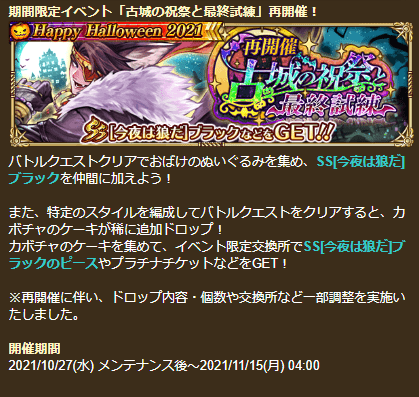 期間限定イベント「古城の祝祭と最終試練」再開催！
Happy Halloween 2021
再開催
古城の祝祭と
最終試練
SS[今夜は狼だ]ブラックなどをGET!!
バトルクエストクリアでおばけのぬいぐるみを集め、SS[今夜は狼だ]
ブラックを仲間に加えよう！
また、特定のスタイルを編成してバトルクエストをクリアすると、カ
ボチャのケーキが稀に追加ドロップ！
カボチャのケーキを集めて、イベント限定交換所でSS[今夜は狼だ]ブ
ラックのピースやプラチナチケットなどをGET！
※再開催に伴い、ドロップ内容・個数や交換所など一部調整を実施い
たしました。
開催期間
2021/10/27(水) メンテナンス後～2021/11/15(月) 04:00